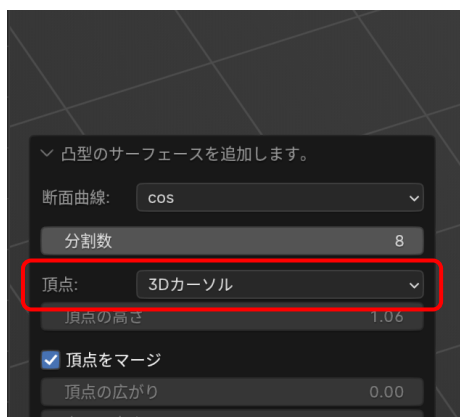 凸型のサーフェースを追加します。
断面曲線: cos
分割数 8
頂点: 3Dカーソル
頂点の高さ 1.06
頂点をマージ
頂点の広がり 0.00